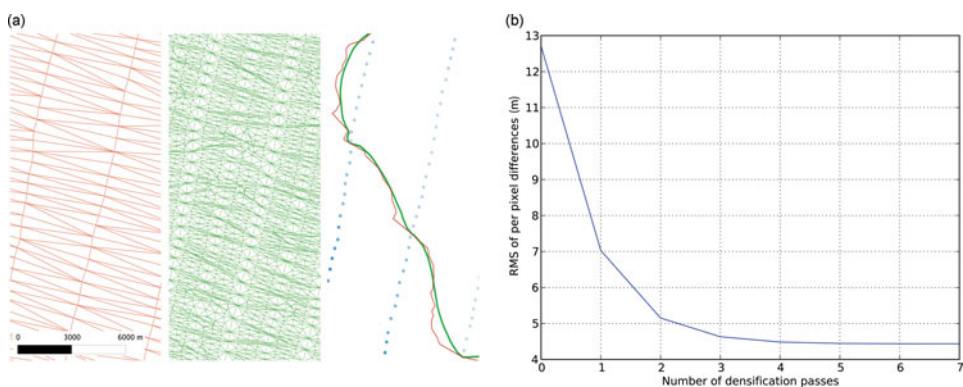 (a)
0 3000 6000 m
(b)
RMS of per pixel differences (m)
13
12
11
10
9
8
7
6
5
4
0 1 2 3 4 5 6 7
Number of densification passes